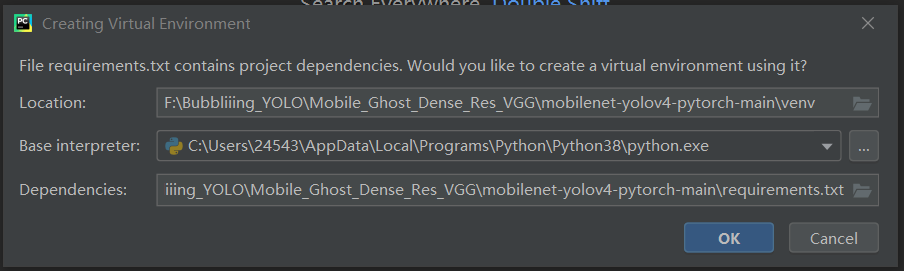 Search Everywhere Double Shift
PC
Creating Virtual Environment
File requirements.txt contains project dependencies. Would you like to create a virtual environment using it?
Location: F:\Bubbliiing_YOLO\Mobile_Ghost_Dense_Res_VGG\mobilenet-yolov4-pytorch-main\venv
Base interpreter: C:\Users\24543\AppData\Local\Programs\Python\Python38\python.exe ...
Dependencies: iiing_YOLO\Mobile_Ghost_Dense_Res_VGG\mobilenet-yolov4-pytorch-main\requirements.txt
OK Cancel